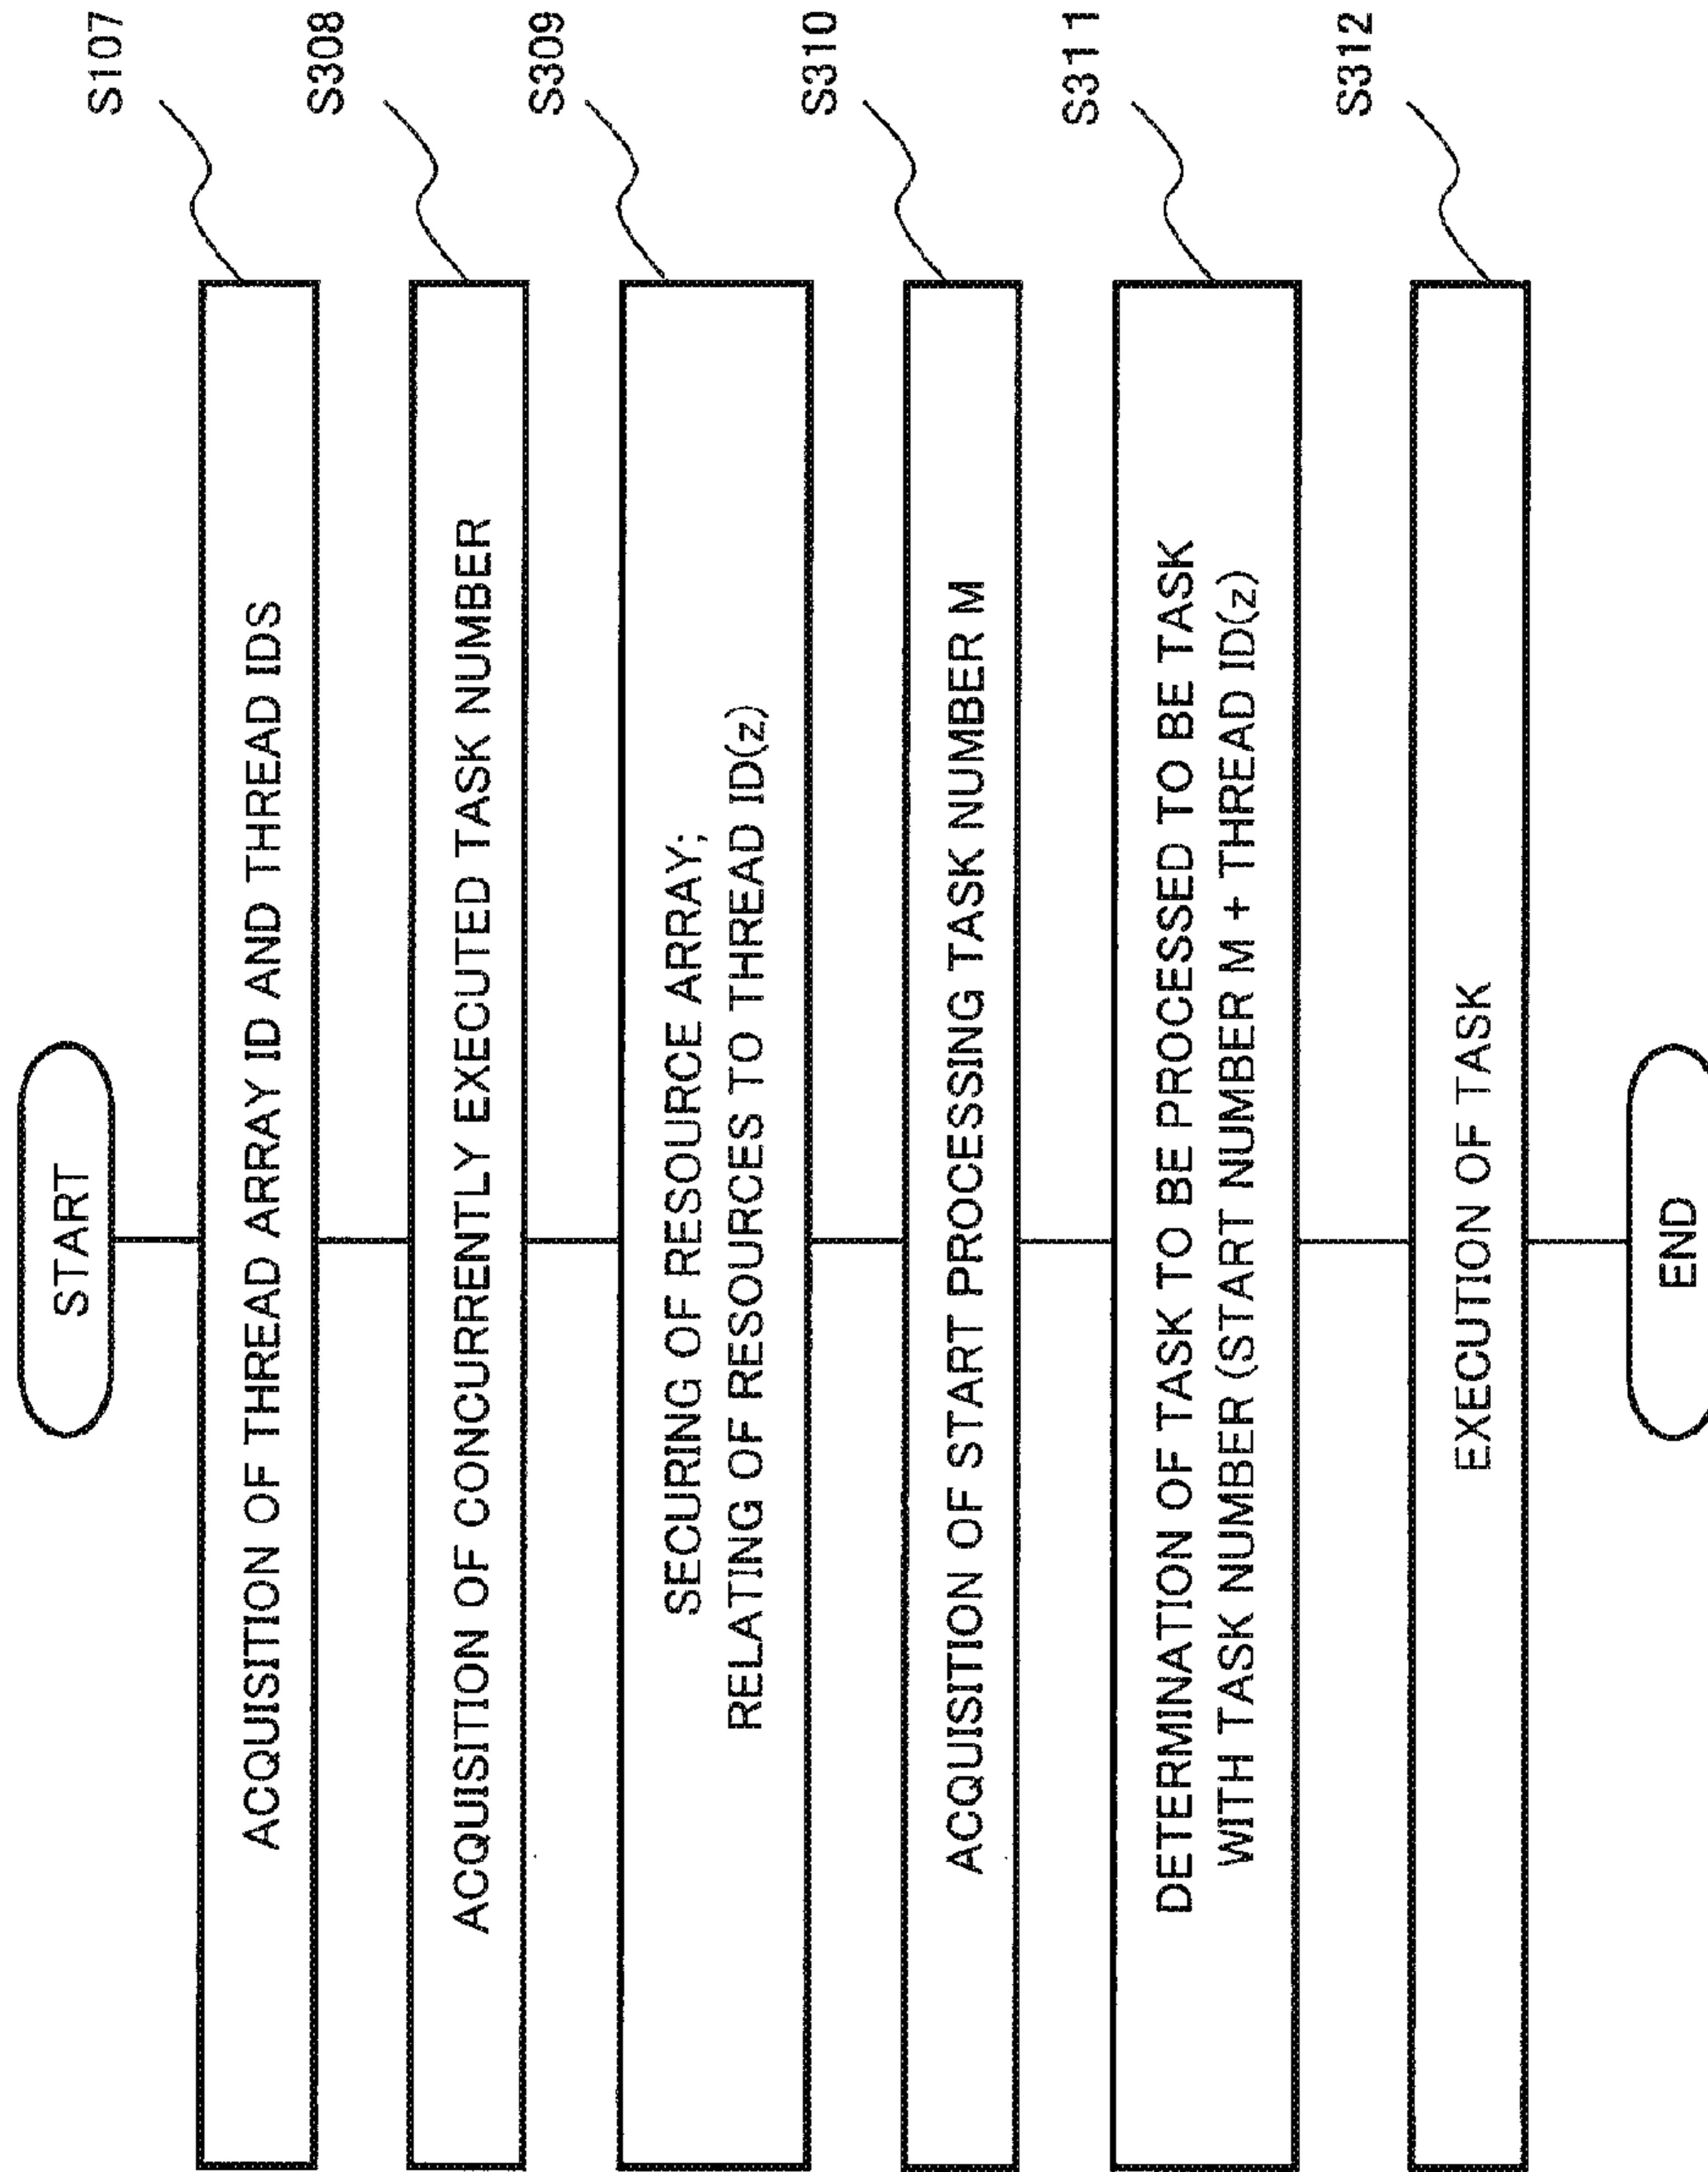 START
ACQUISITION OF THREAD ARRAY ID AND THREAD IDS
S107
ACQUISITION OF CONCURRENTLY EXECUTED TASK NUMBER
S308
SECURING OF RESOURCE ARRAY;
RELATING OF RESOURCES TO THREAD ID(z)
S309
ACQUISITION OF START PROCESSING TASK NUMBER M
S310
DETERMINATION OF TASK TO BE PROCESSED TO BE TASK
WITH TASK NUMBER (START NUMBER M + THREAD ID(z)
S311
EXECUTION OF TASK
S312
END